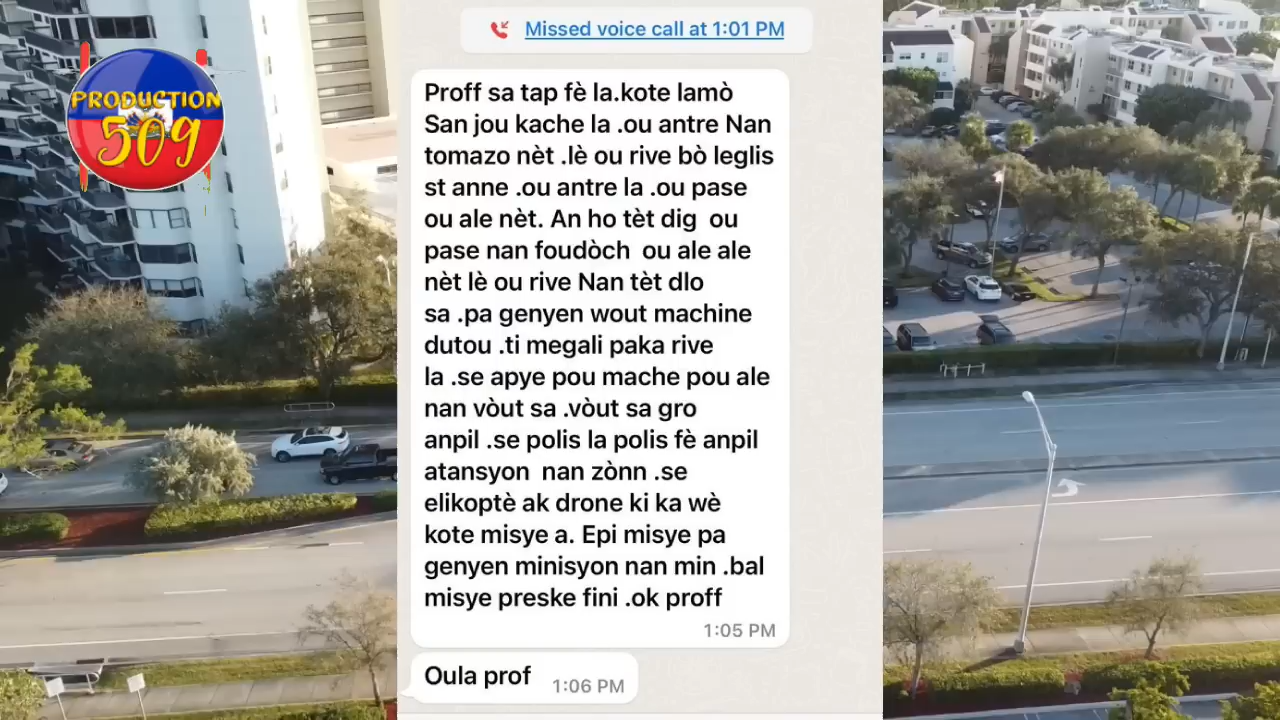 PRODUCTION
509
Missed voice call at 1:01 PM
Proff sa tap fè la.kote lamò
San jou kache la .ou antre Nan
tomazo nèt .lè ou rive bò leglis
st anne .ou antre la .ou pase
ou ale nèt. An ho tèt dig  ou
pase nan foudòch  ou ale ale
nèt lè ou rive Nan tèt dlo
sa .pa genyen wout machine
dutou .ti megali paka rive
la .se apye pou mache pou ale
nan vòut sa .vòut sa gro
anpil .se polis la polis fè anpil
atansyon  nan zònn .se
elikoptè ak drone ki ka wè
kote misye a. Epi misye pa
genyen minisyon nan min .bal
misye preske fini .ok proff
1:05 PM
Oula prof
1:06 PM